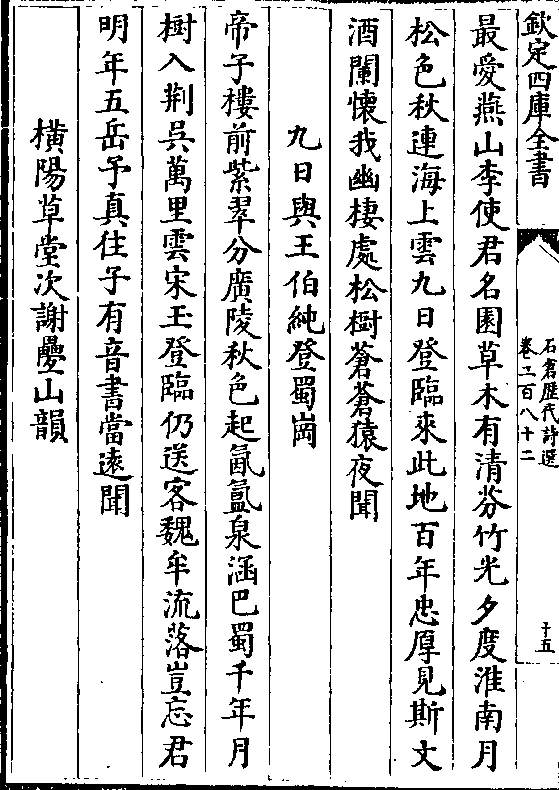 欽定四庫全書
石倉歷代詩選
卷二百八十二
十五
最愛燕山李使君名園草木有清芬竹光夕度淮南月
松色秋連海上雲九日登臨來此地百年忠厚見斯文
酒闌懷我幽棲處松樹蒼蒼猿夜聞
九日與王伯純登蜀崗
帝子樓前紫翠分廣陵秋色起氤氲泉涵巴蜀千年月
樹入荆吳萬里雲宋玉登臨仍送客魏牟流落豈忘君
明年五岳予真住子有音書當遠聞
橫陽草堂次謝疊山韻